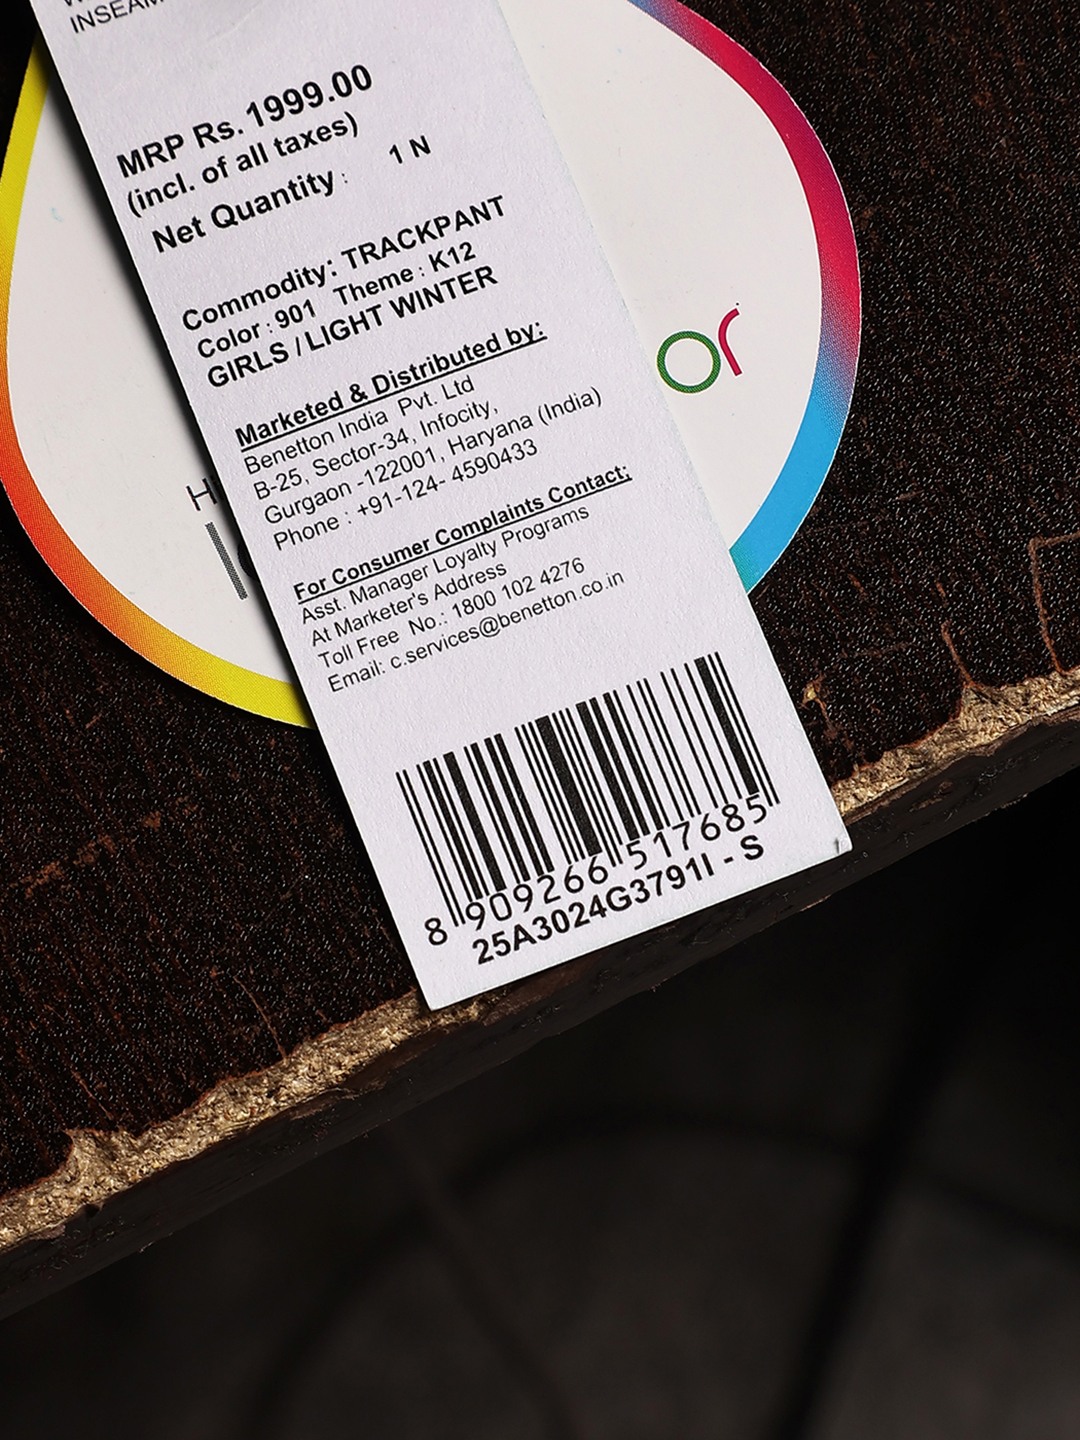 INSEAM
MRP Rs. 1999.00
(incl. of all taxes)
Net Quantity : 1 N
Commodity: TRACKPANT
Color : 901 Theme : K12
GIRLS / LIGHT WINTER
Marketed & Distributed by:
Benetton India Pvt. Ltd
B-25, Sector-34, Infocity,
Gurgaon -122001, Haryana (India)
Phone : +91-124- 4590433
For Consumer Complaints Contact;
Asst. Manager Loyalty Programs
At Marketer's Address
Toll Free No.: 1800 102 4276
Email: c.services@benetton.co.in
8 909266 517685
25A3024G3791I - S
or